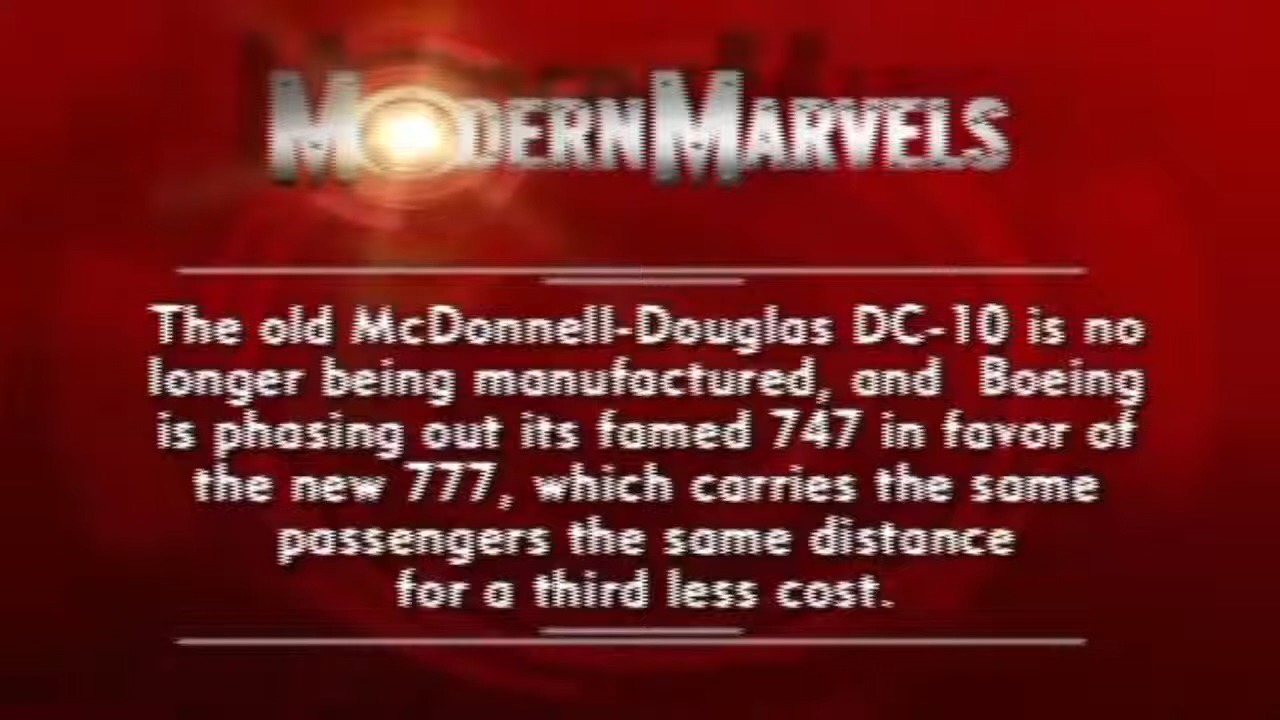 MODERN MARVELS
The old McDonnell-Douglas DC-10 is no
longer being manufactured, and Boeing
is phasing out its famed 747 in favor of
the new 777, which carries the same
passengers the same distance
for a third less cost.